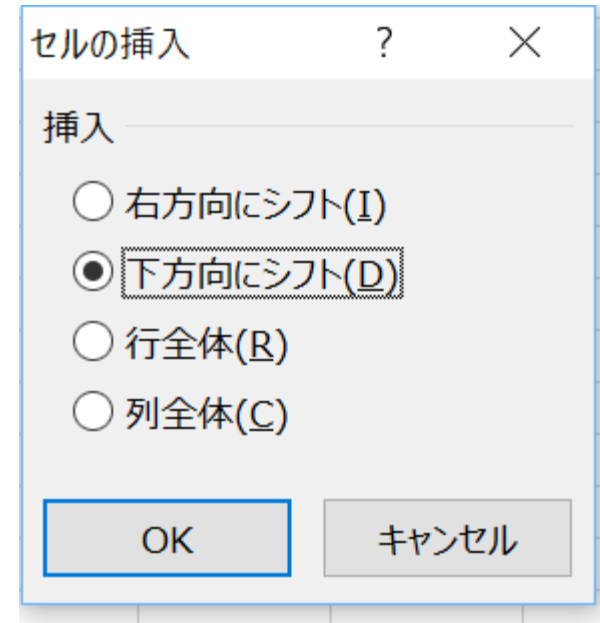 セルの挿入 ?
挿入
右方向にシフト(I)
下方向にシフト(D)
行全体(R)
列全体(C)
OK キャンセル